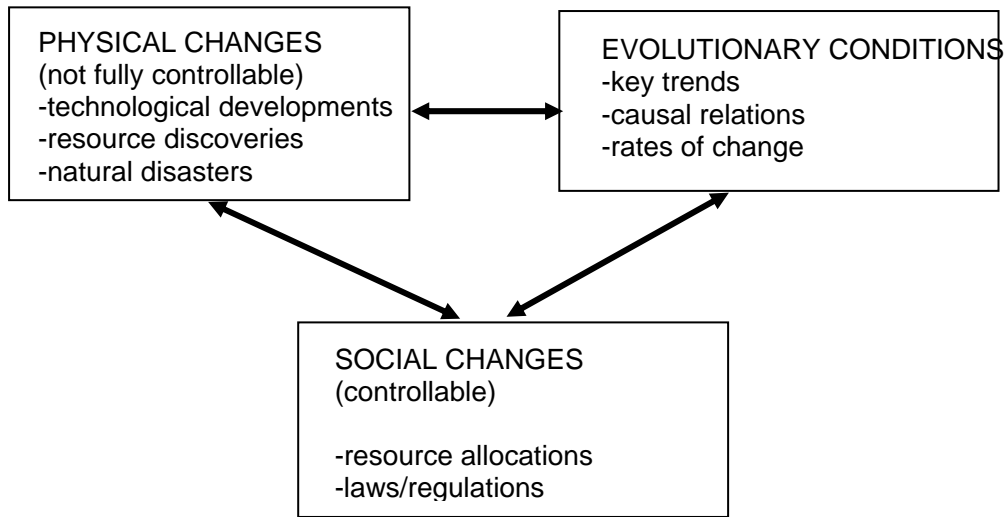 PHYSICAL CHANGES
(not fully controllable)
-technological developments
-resource discoveries
-natural disasters
EVOLUTIONARY CONDITIONS
-key trends
-causal relations
-rates of change
SOCIAL CHANGES
(controllable)
-resource allocations
-laws/regulations